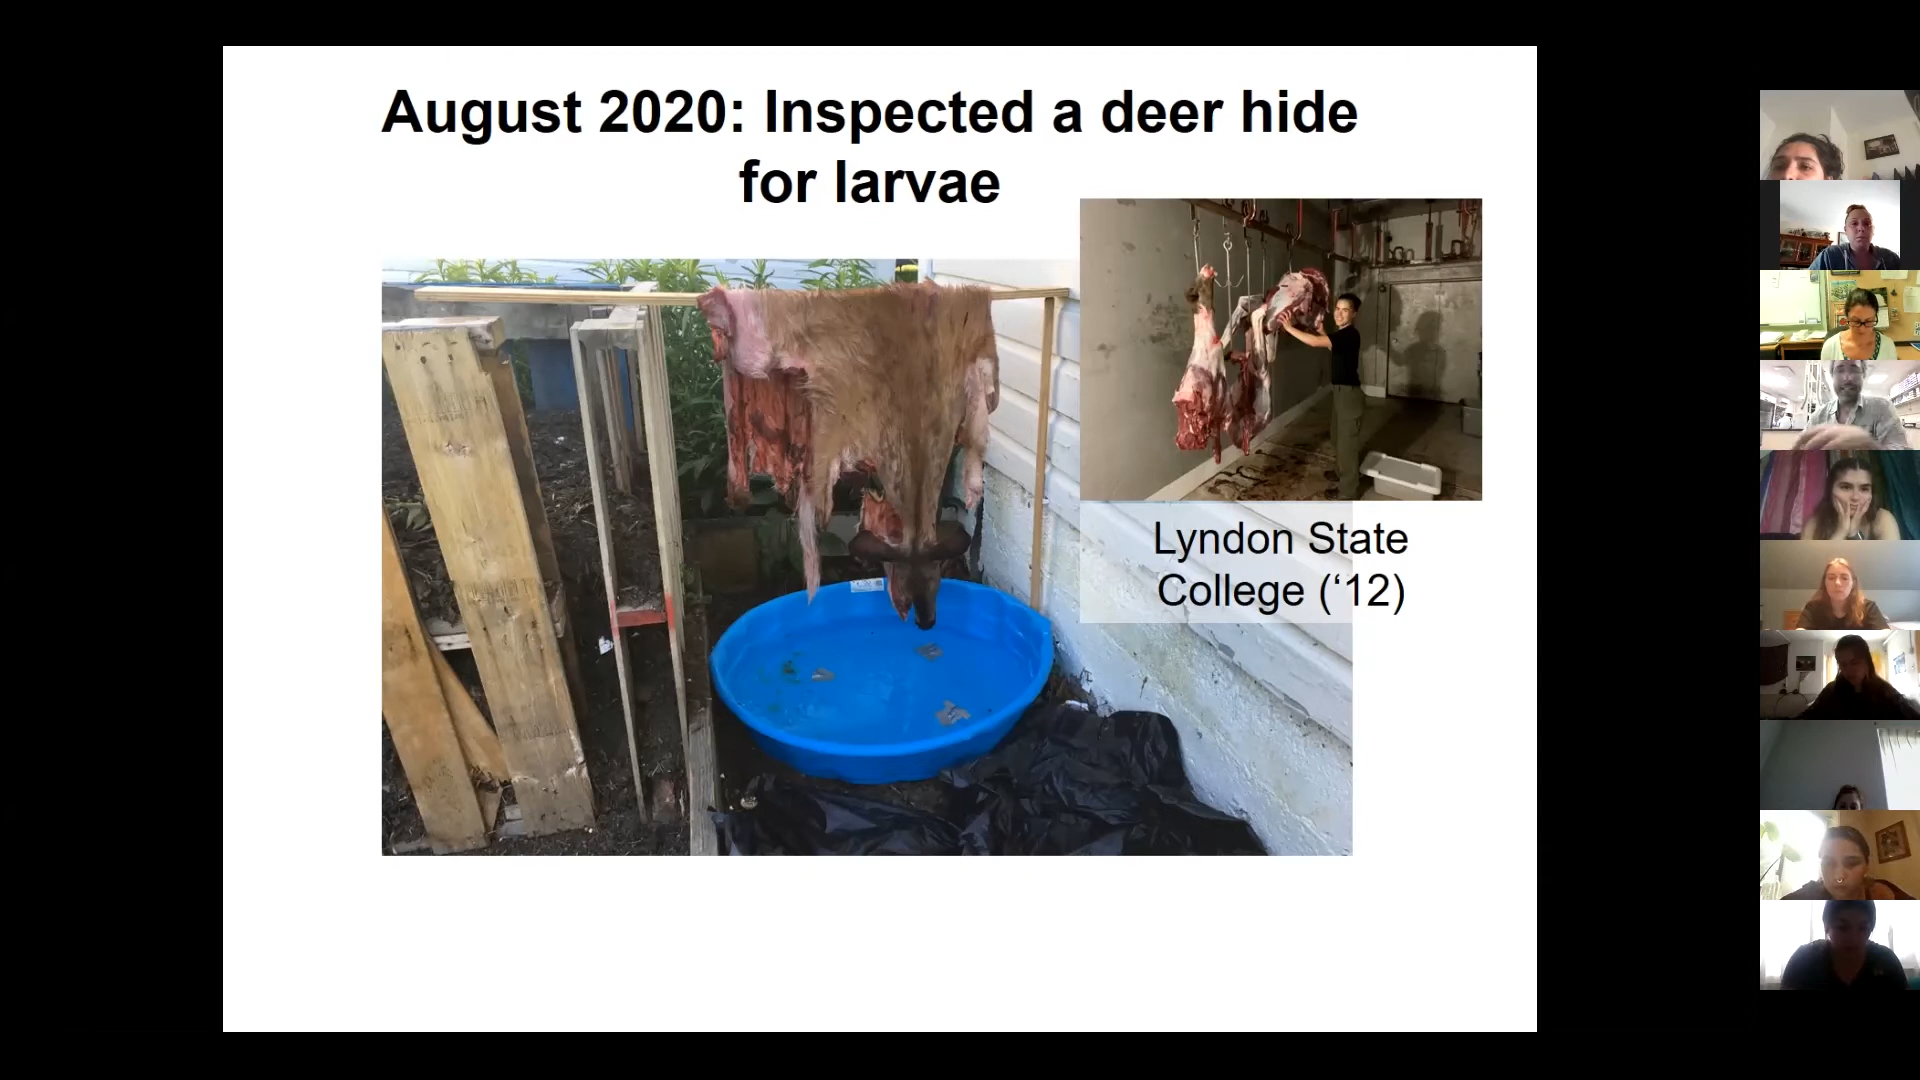 August 2020: Inspected a deer hide
for larvae
Lyndon State
College (‘12)